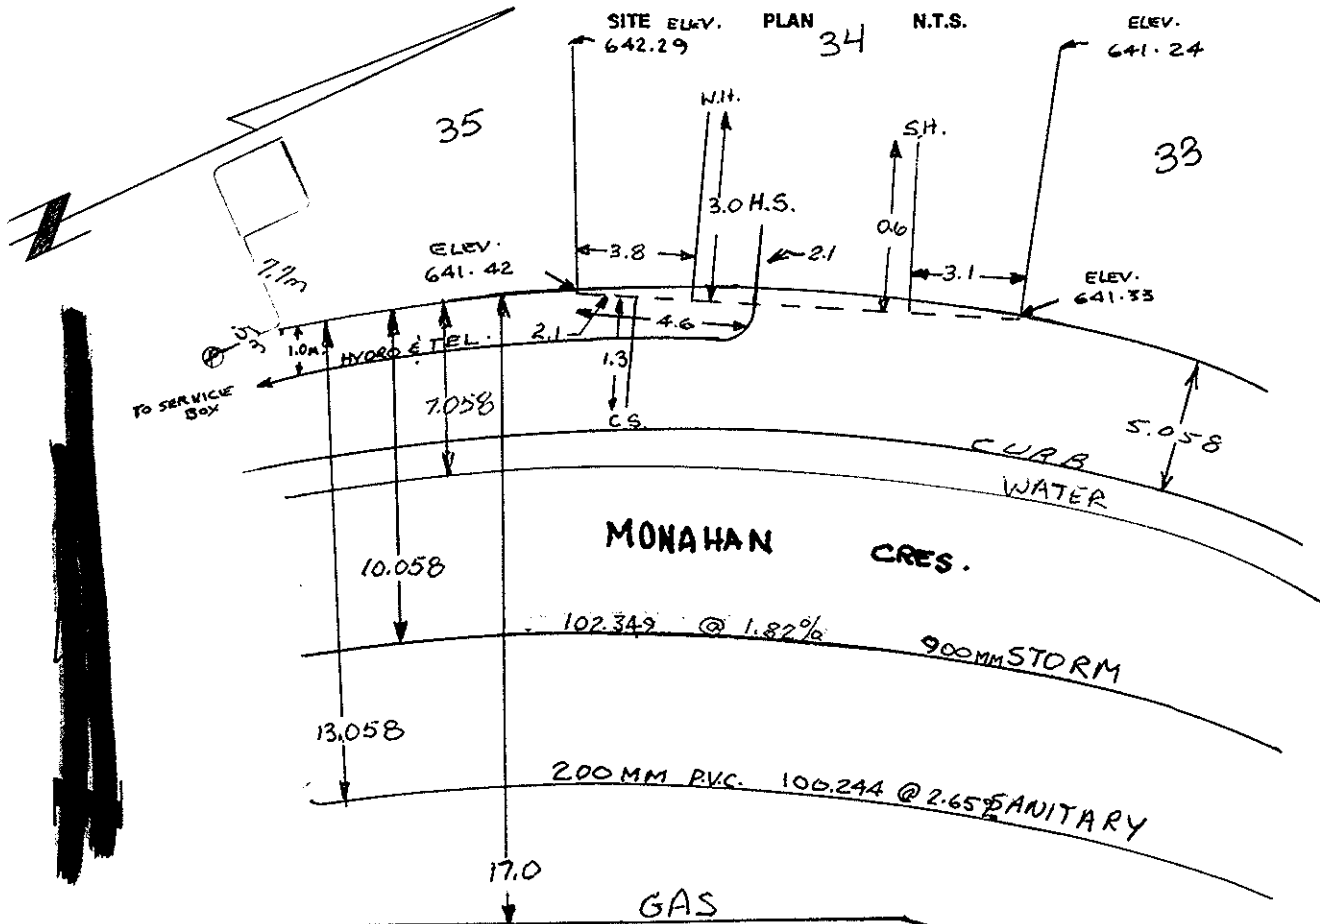 SITE ELEV. PLAN 34 N.T.S. ELEV.
642.29
641.24
35
W.H.
S.H.
33
3.0 H.S.
0.6
7.7m
ELEV.
641.42
3.8
2.1
3.1
ELEV.
641.33
4.6
2.1
1.0m
HYDRO & TEL.
1.3
TO SERVICE
BOX
7.058
C.S.
5.058
CURB
WATER
MONAHAN CRES.
10.058
102.349 @ 1.82%
900MM STORM
13.058
200 MM P.V.C. 100.244 @ 2.65% SANITARY
17.0
GAS